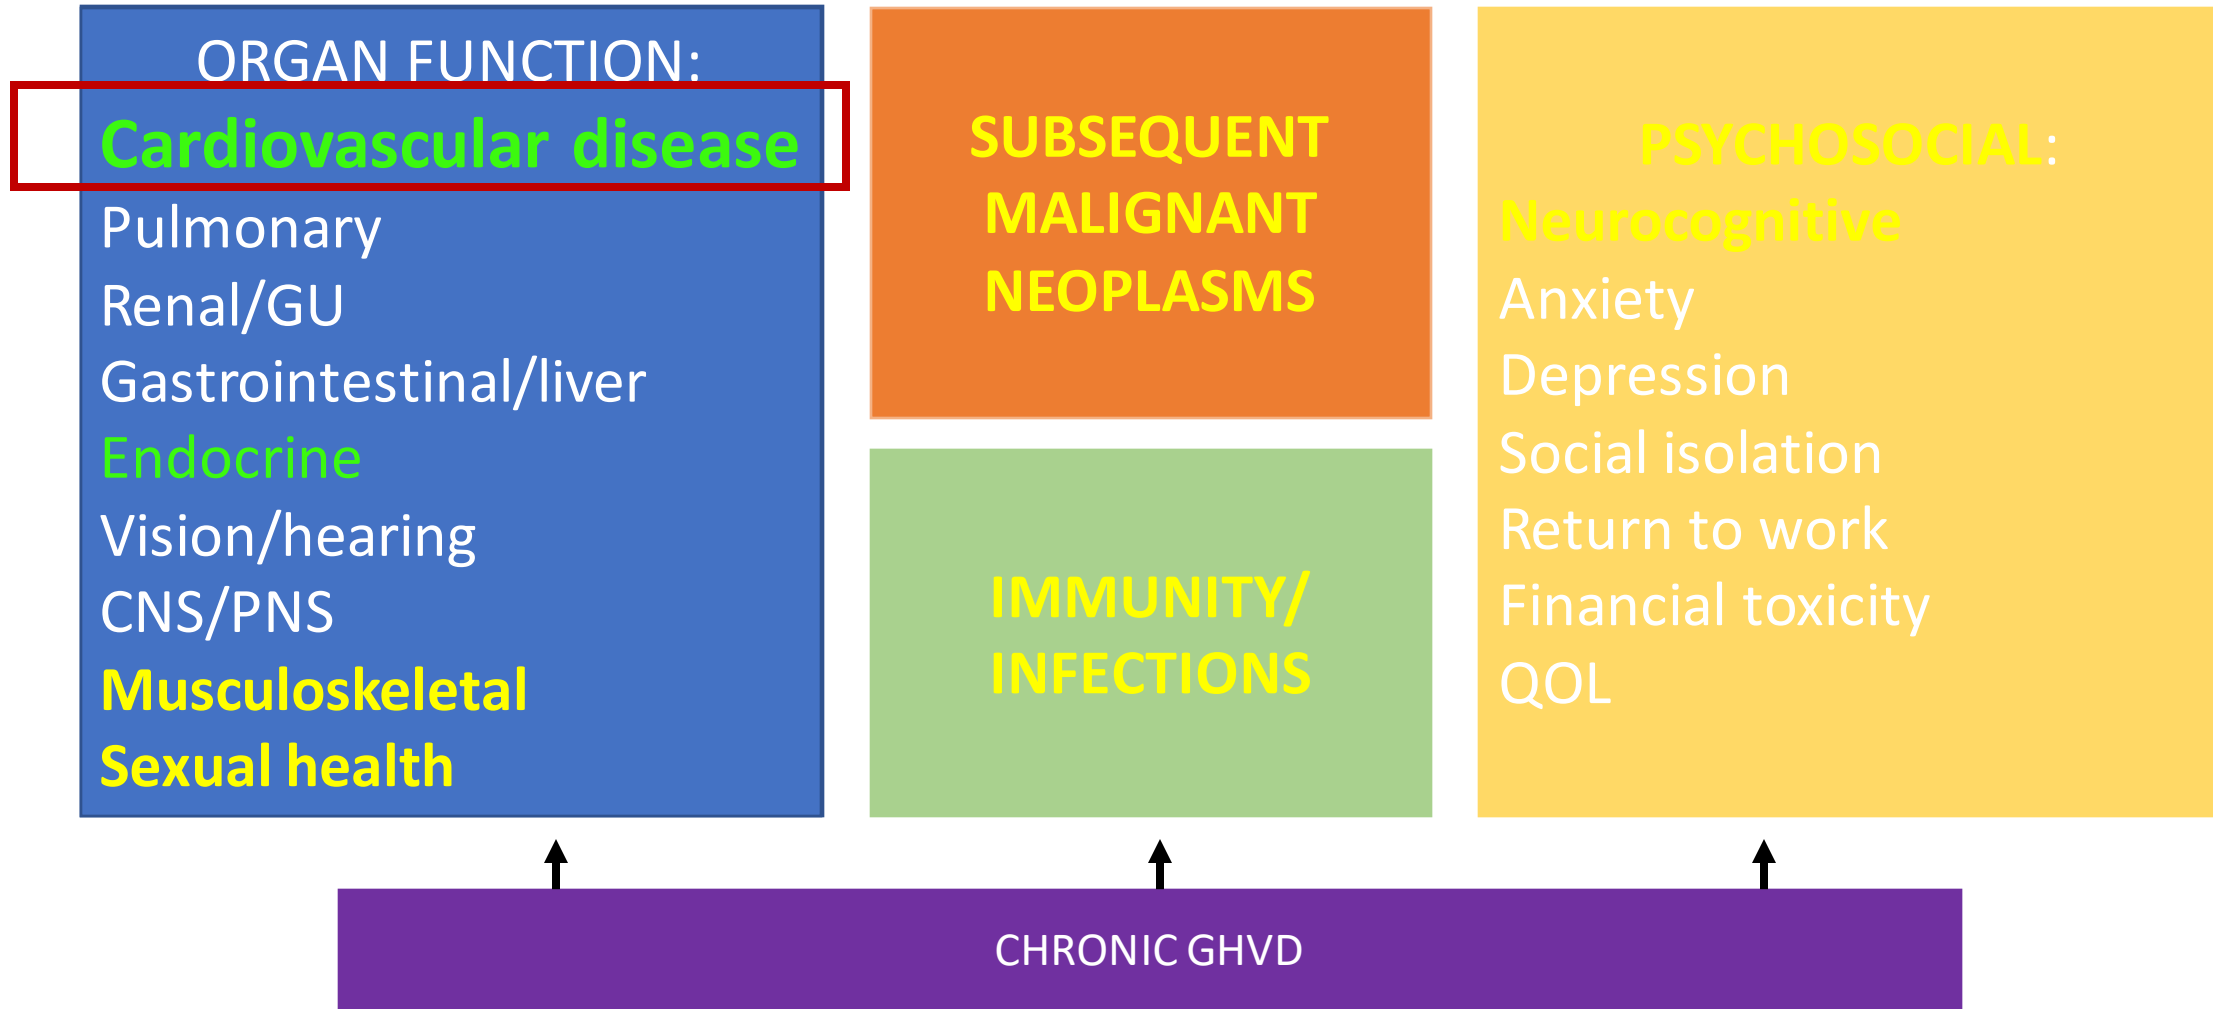 ORGAN FUNCTION:
Cardiovascular disease
Pulmonary
Renal/GU
Gastrointestinal/liver
Endocrine
Vision/hearing
CNS/PNS
Musculoskeletal
Sexual health
SUBSEQUENT
MALIGNANT
NEOPLASMS
IMMUNITY/
INFECTIONS
PSYCHOSOCIAL:
Neurocognitive
Anxiety
Depression
Social isolation
Return to work
Financial toxicity
QOL
CHRONIC GHVD